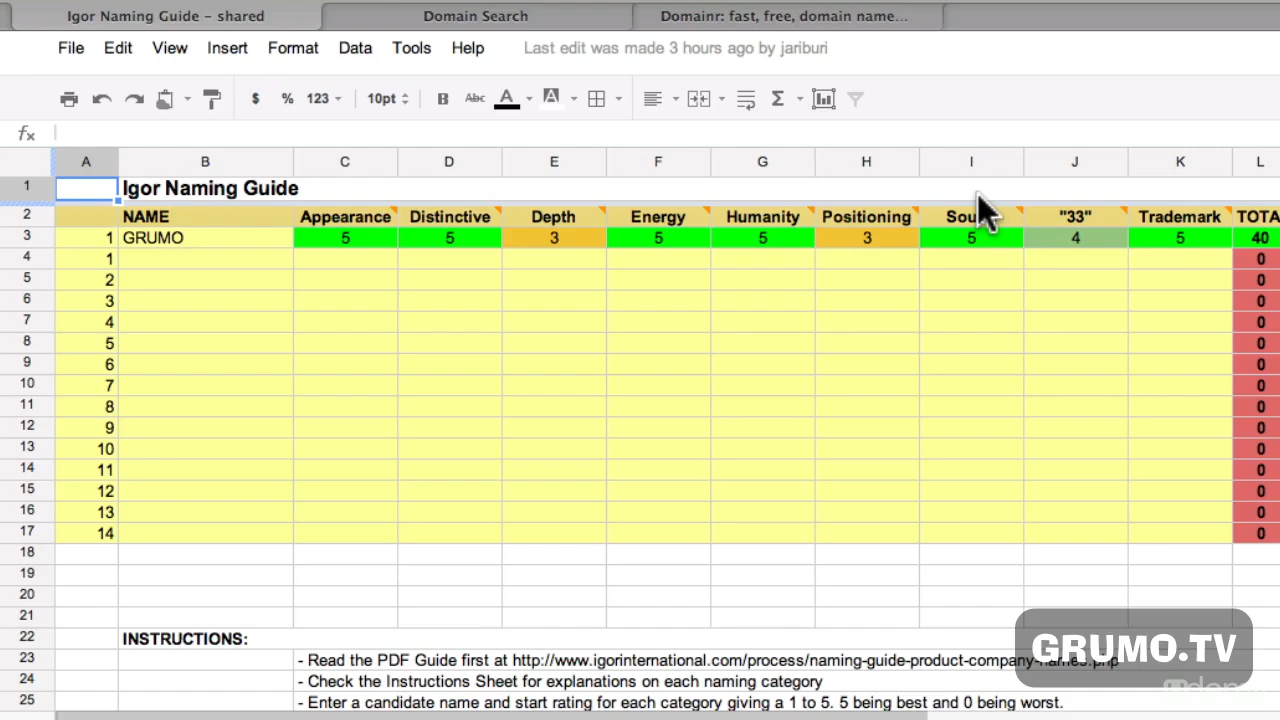 Igor Naming Guide – shared Domain Search Domainr: fast, free, domain name...
File Edit View Insert Format Data Tools Help Last edit was made 3 hours ago by jariburi
$ % 123 10pt B Abc A A Σ
fx
A B C D E F G H I J K L
1 Igor Naming Guide
2 NAME Appearance Distinctive Depth Energy Humanity Positioning "33" Trademark TOTA
3 1 GRUMO 5 5 3 5 5 3 5 4 5 40
4 1 0
5 2 0
6 3 0
7 4 0
8 5 0
9 6 0
10 7 0
11 8 0
12 9 0
13 10 0
14 11 0
15 12 0
16 13 0
17 14 0
18
19
20
21
22 INSTRUCTIONS:
23 - Read the PDF Guide first at http://www.igorinternational.com/process/naming-guide-product-company-names.php
24 - Check the Instructions Sheet for explanations on each naming category
25 - Enter a candidate name and start rating for each category giving a 1 to 5. 5 being best and 0 being worst.
GRUMO.TV